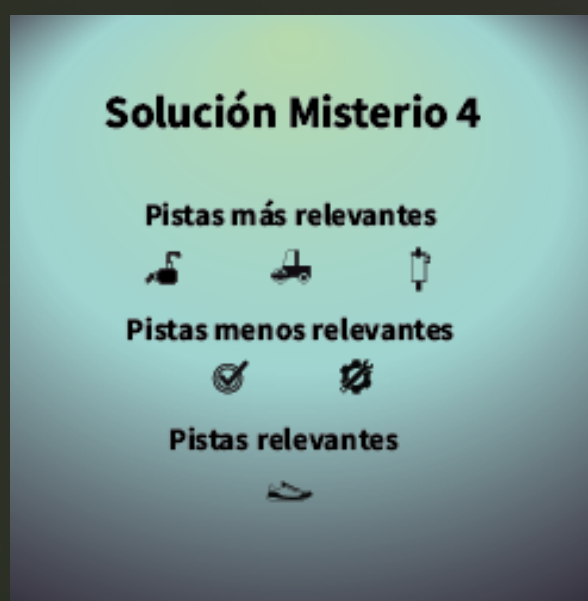 Solución Misterio 4
Pistas más relevantes
Pistas menos relevantes
Pistas relevantes